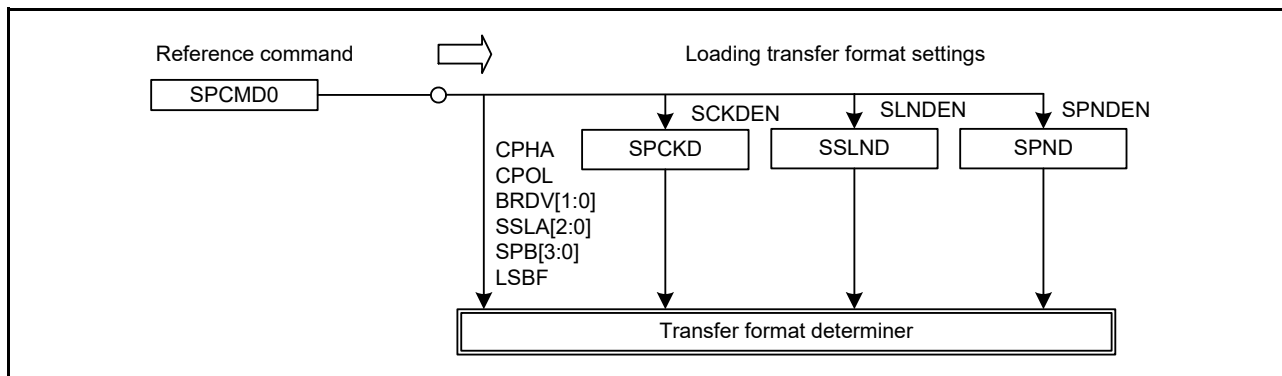 Reference command
Loading transfer format settings
SPCMD0
SCKDEN
SLNDEN
SPNDEN
CPHA
CPOL
BRDV[1:0]
SSLA[2:0]
SPB[3:0]
LSBF
SPCKD
SSLND
SPND
Transfer format determiner